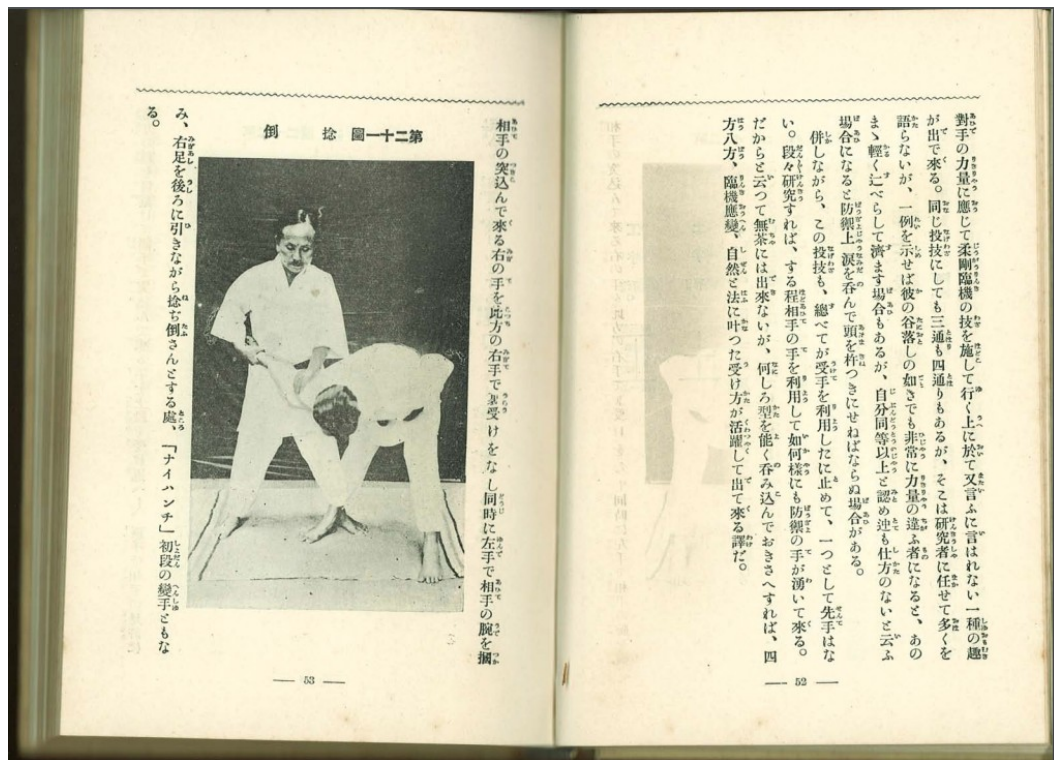 對手の力量に應じて柔剛臨機の技を施して行く上に於て又言ふに言はれない一種の趣
が出で來る。同じ投技にしても三通も四通りもあるが、そこは研究者に任せて多くを
語らないが、一例を示せば彼の谷落しの如きでも非常に力量の違ふ者になると、あの
まゝ輕く辷べらして濟ます場合もあるが、自分同等以上と認め迚も仕方のないと云ふ
場合になると防禦上涙を呑んで頭を杵つきにせねばならぬ場合がある。
併しながら、この投技も、總べてが受手を利用したに止めて、一つとして先手はな
い。段々研究すれば、する程相手の手を利用して如何樣にも防禦の手が湧いて來る。
だからと云つて無茶には出來ないが、何しろ型を能く呑み込んでおきさへすれば、四
方八方、臨機應變、自然と法に叶つた受け方が活躍して出て來る譯だ。
— 52 —
相手の突込んで來る右の手を此方の右手で受けをなし同時に左手で相手の腕を摑
第二十一圖 捻倒
み、右足を後ろに引きながら捻ぢ倒さんとする處、「ナイハンチ」初段の變手ともな
る。
— 53 —